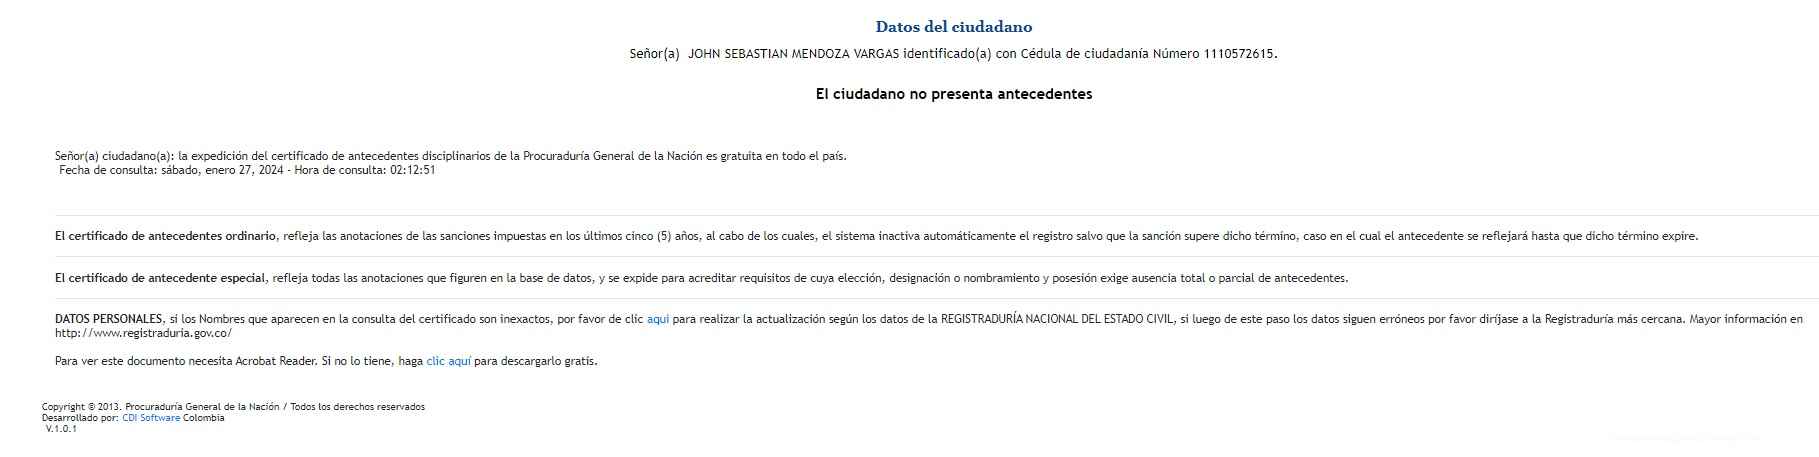 Datos del ciudadano
Señor(a) JOHN SEBASTIAN MENDOZA VARGAS identificado(a) con Cédula de ciudadanía Número 1110572615.
El ciudadano no presenta antecedentes
Señor(a) ciudadano(a): la expedición del certificado de antecedentes disciplinarios de la Procuraduría General de la Nación es gratuita en todo el país.
Fecha de consulta: sábado, enero 27, 2024 - Hora de consulta: 02:12:51
El certificado de antecedentes ordinario, refleja las anotaciones de las sanciones impuestas en los últimos cinco (5) años, al cabo de los cuales, el sistema inactiva automáticamente el registro salvo que la sanción supere dicho término, caso en el cual el antecedente se reflejará hasta que dicho término expire.
El certificado de antecedente especial, refleja todas las anotaciones que figuren en la base de datos, y se expide para acreditar requisitos de cuya elección, designación o nombramiento y posesión exige ausencia total o parcial de antecedentes.
DATOS PERSONALES, si los Nombres que aparecen en la consulta del certificado son inexactos, por favor de clic aquí para realizar la actualización según los datos de la REGISTRADURÍA NACIONAL DEL ESTADO CIVIL, si luego de este paso los datos siguen erróneos por favor diríjase a la Registraduría más cercana. Mayor información en
http://www.registraduria.gov.co/
Para ver este documento necesita Acrobat Reader. Si no lo tiene, haga clic aquí para descargarlo gratis.
Copyright © 2013. Procuraduría General de la Nación / Todos los derechos reservados
Desarrollado por: CDI Software Colombia
V.1.0.1